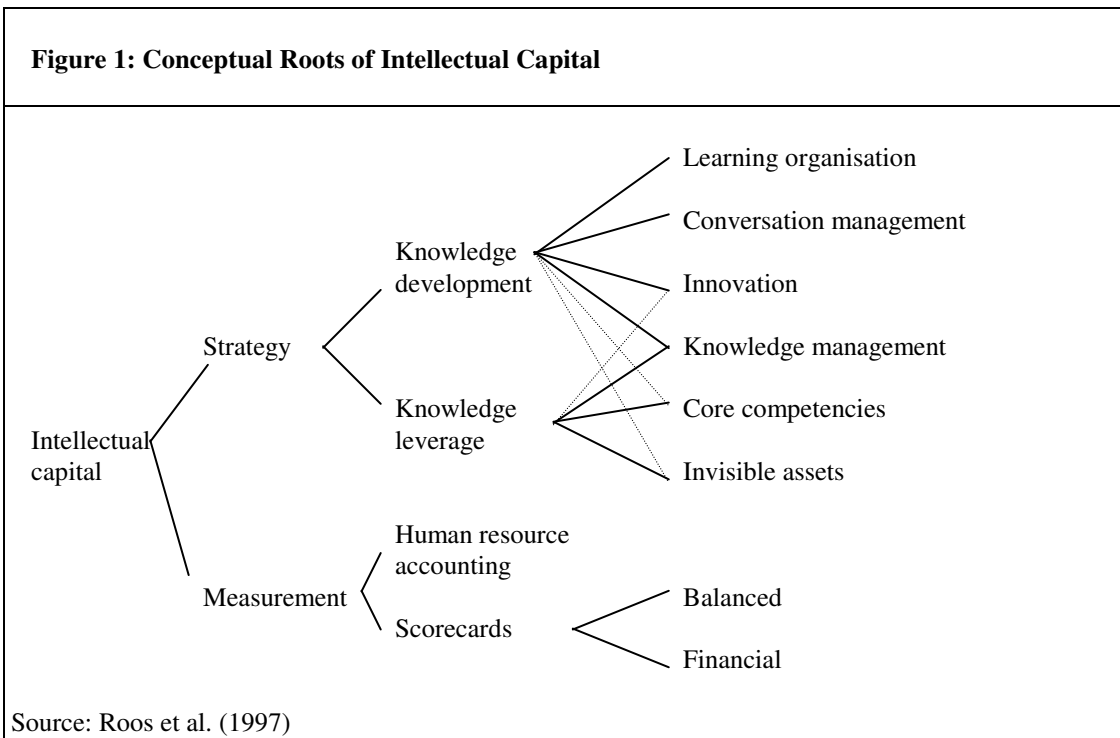 Figure 1: Conceptual Roots of Intellectual Capital
Learning organisation
Conversation management
Knowledge
development
Innovation
Strategy
Knowledge management
Knowledge
leverage
Core competencies
Intellectual
capital
Invisible assets
Human resource
accounting
Measurement
Balanced
Scorecards
Financial
Source: Roos et al. (1997)